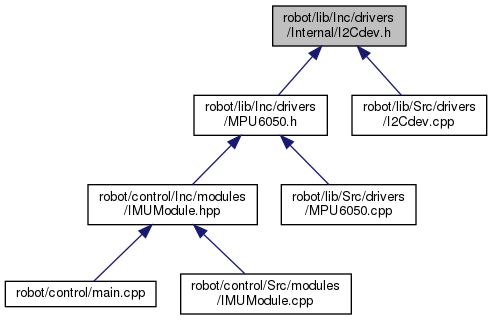 robot/lib/Inc/drivers
/Internal/I2Cdev.h
robot/lib/Inc/drivers
/MPU6050.h
robot/lib/Src/drivers
/I2Cdev.cpp
robot/control/Inc/modules
/IMUModule.hpp
robot/lib/Src/drivers
/MPU6050.cpp
robot/control/main.cpp
robot/control/Src/modules
/IMUModule.cpp